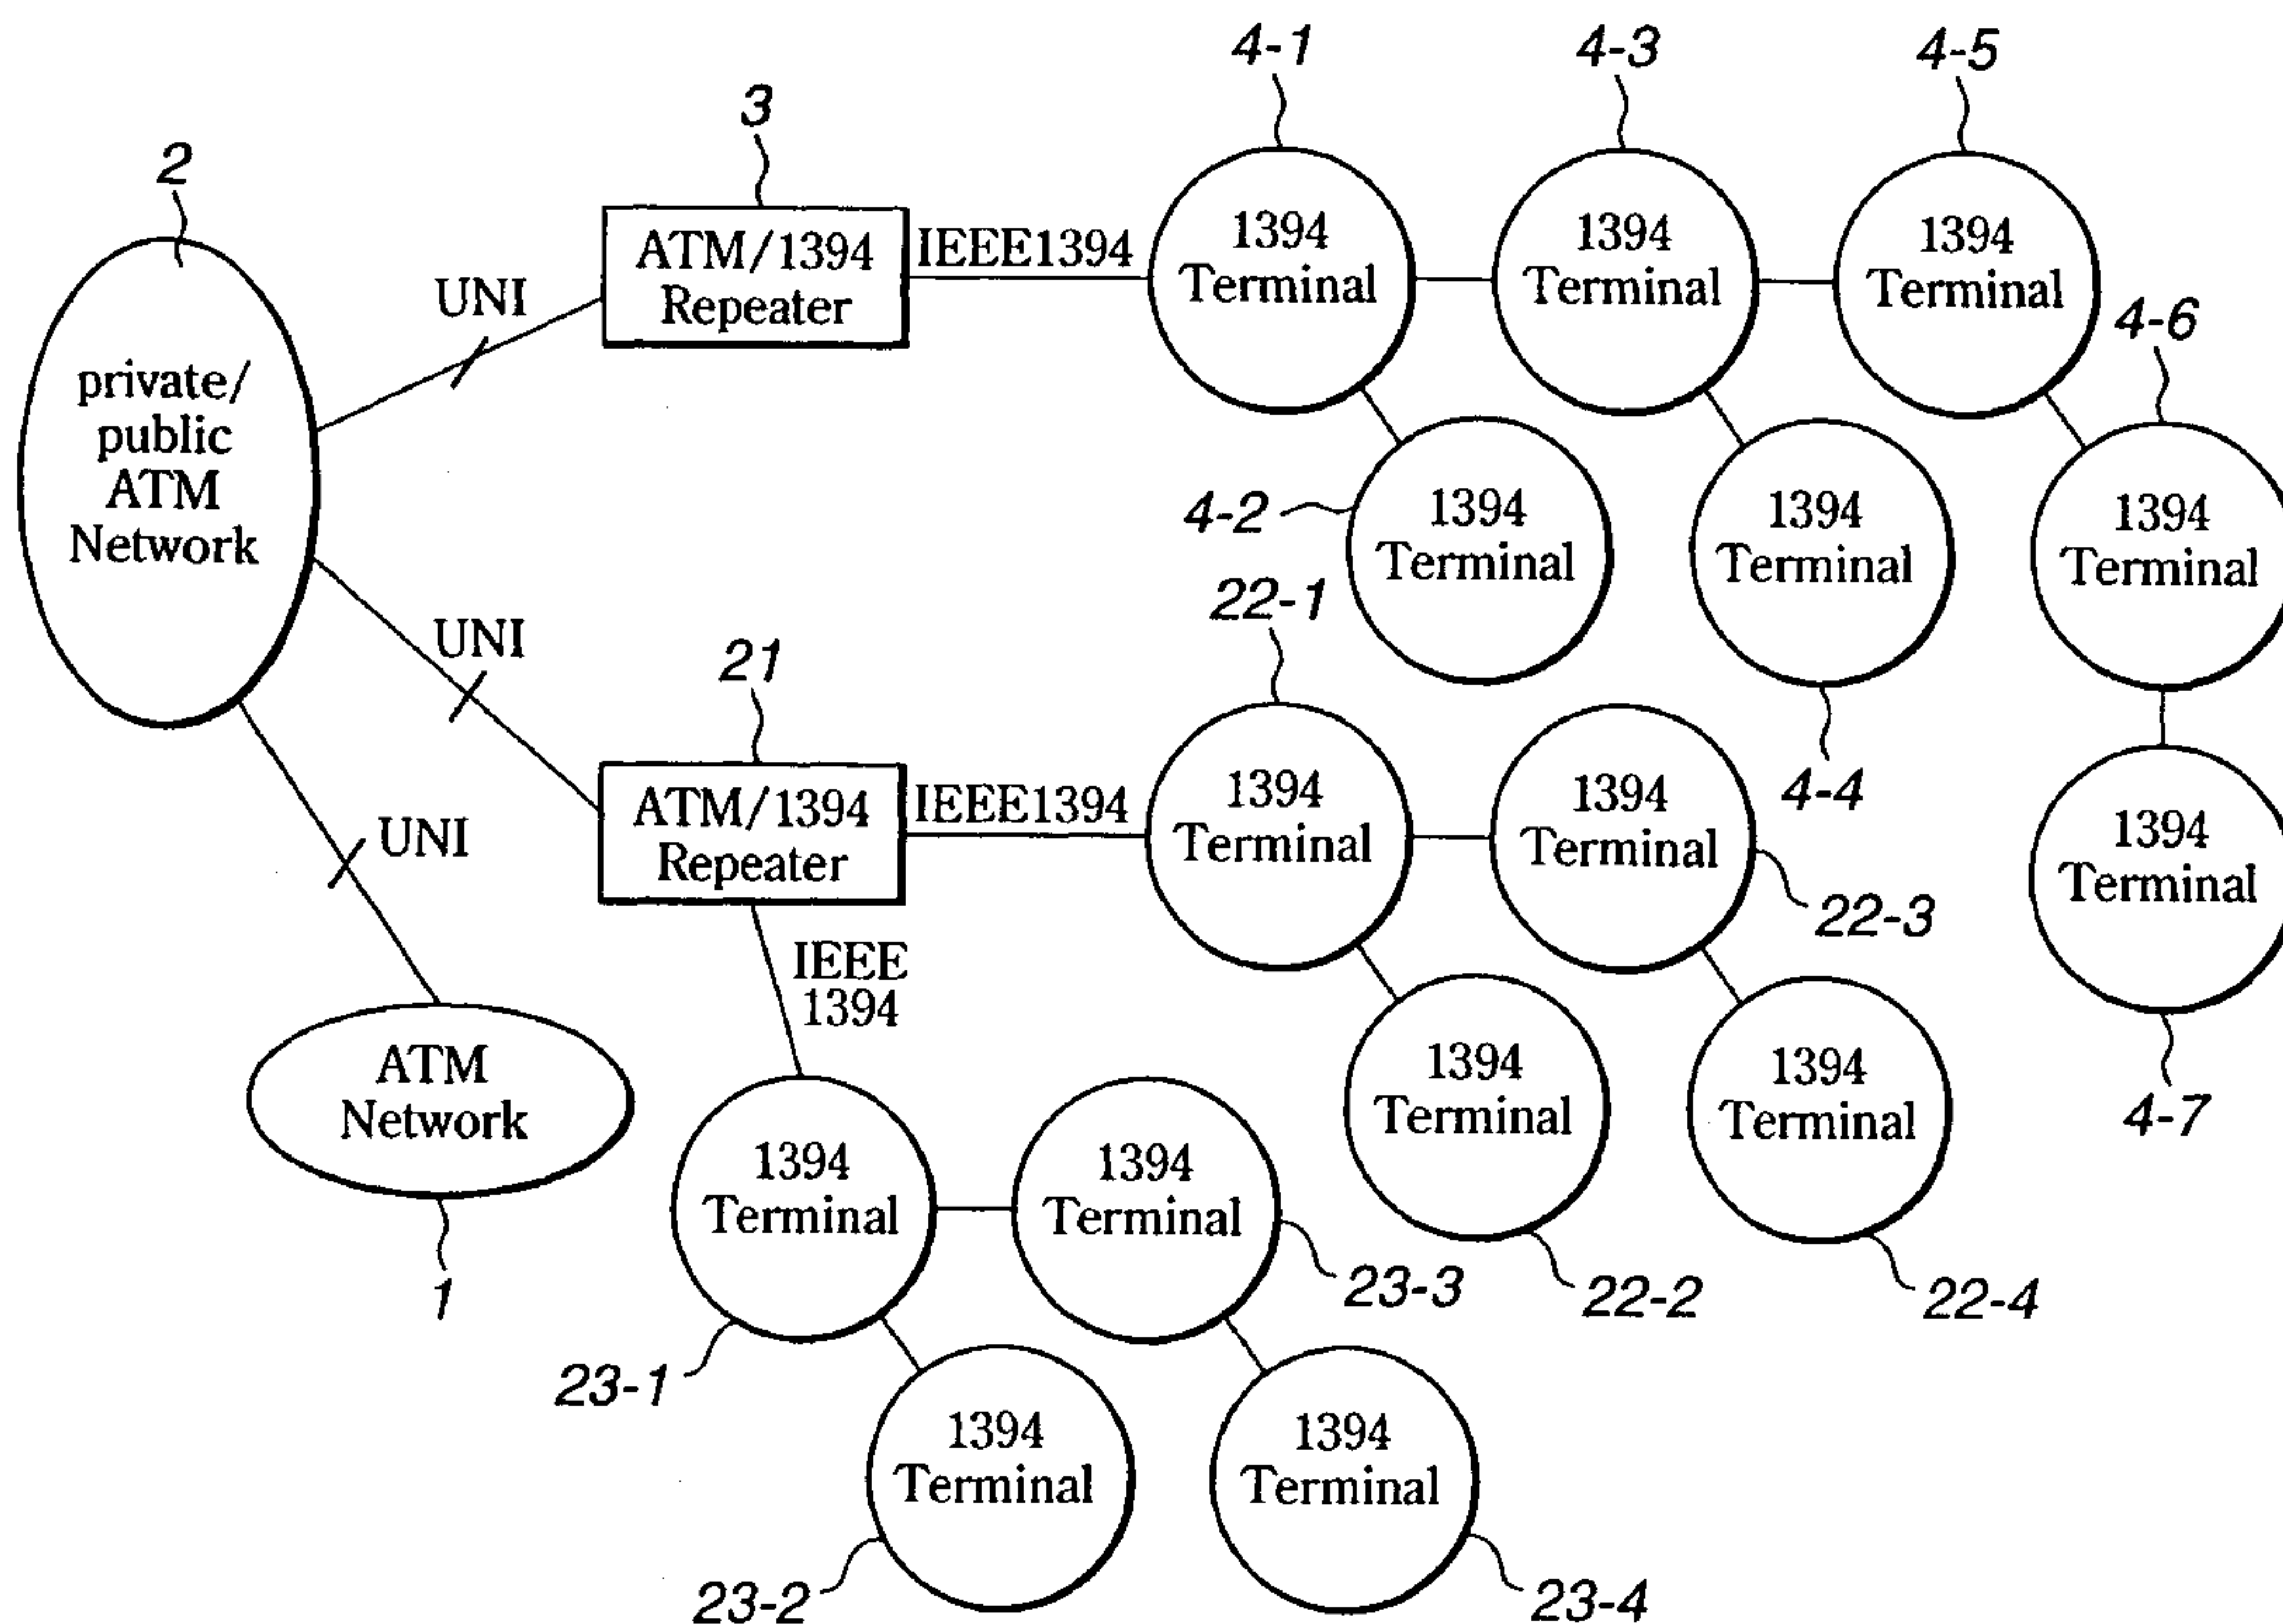 4-1
4-3
4-5
3
2
ATM/1394
Repeater
IEEE1394
1394
Terminal
1394
Terminal
1394
Terminal
UNI
4-6
private/
public
ATM
Network
4-2
1394
Terminal
1394
Terminal
1394
Terminal
22-1
UNI
21
4-4
ATM/1394
Repeater
IEEE1394
1394
Terminal
1394
Terminal
1394
Terminal
UNI
22-3
IEEE
1394
ATM
Network
1394
Terminal
1394
Terminal
4-7
1394
Terminal
1394
Terminal
1
23-3
22-2
22-4
23-1
1394
Terminal
1394
Terminal
23-2
23-4